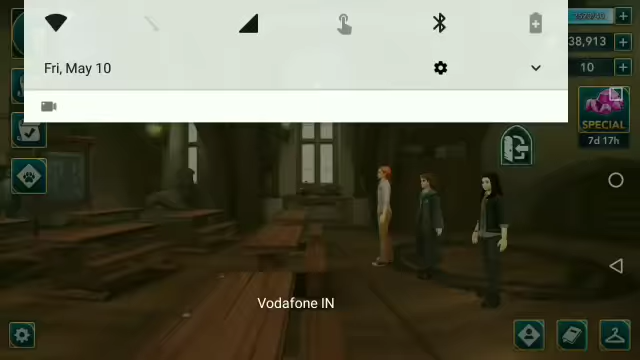 Fri, May 10
38,913
10
SPECIAL
7d 17h
Vodafone IN